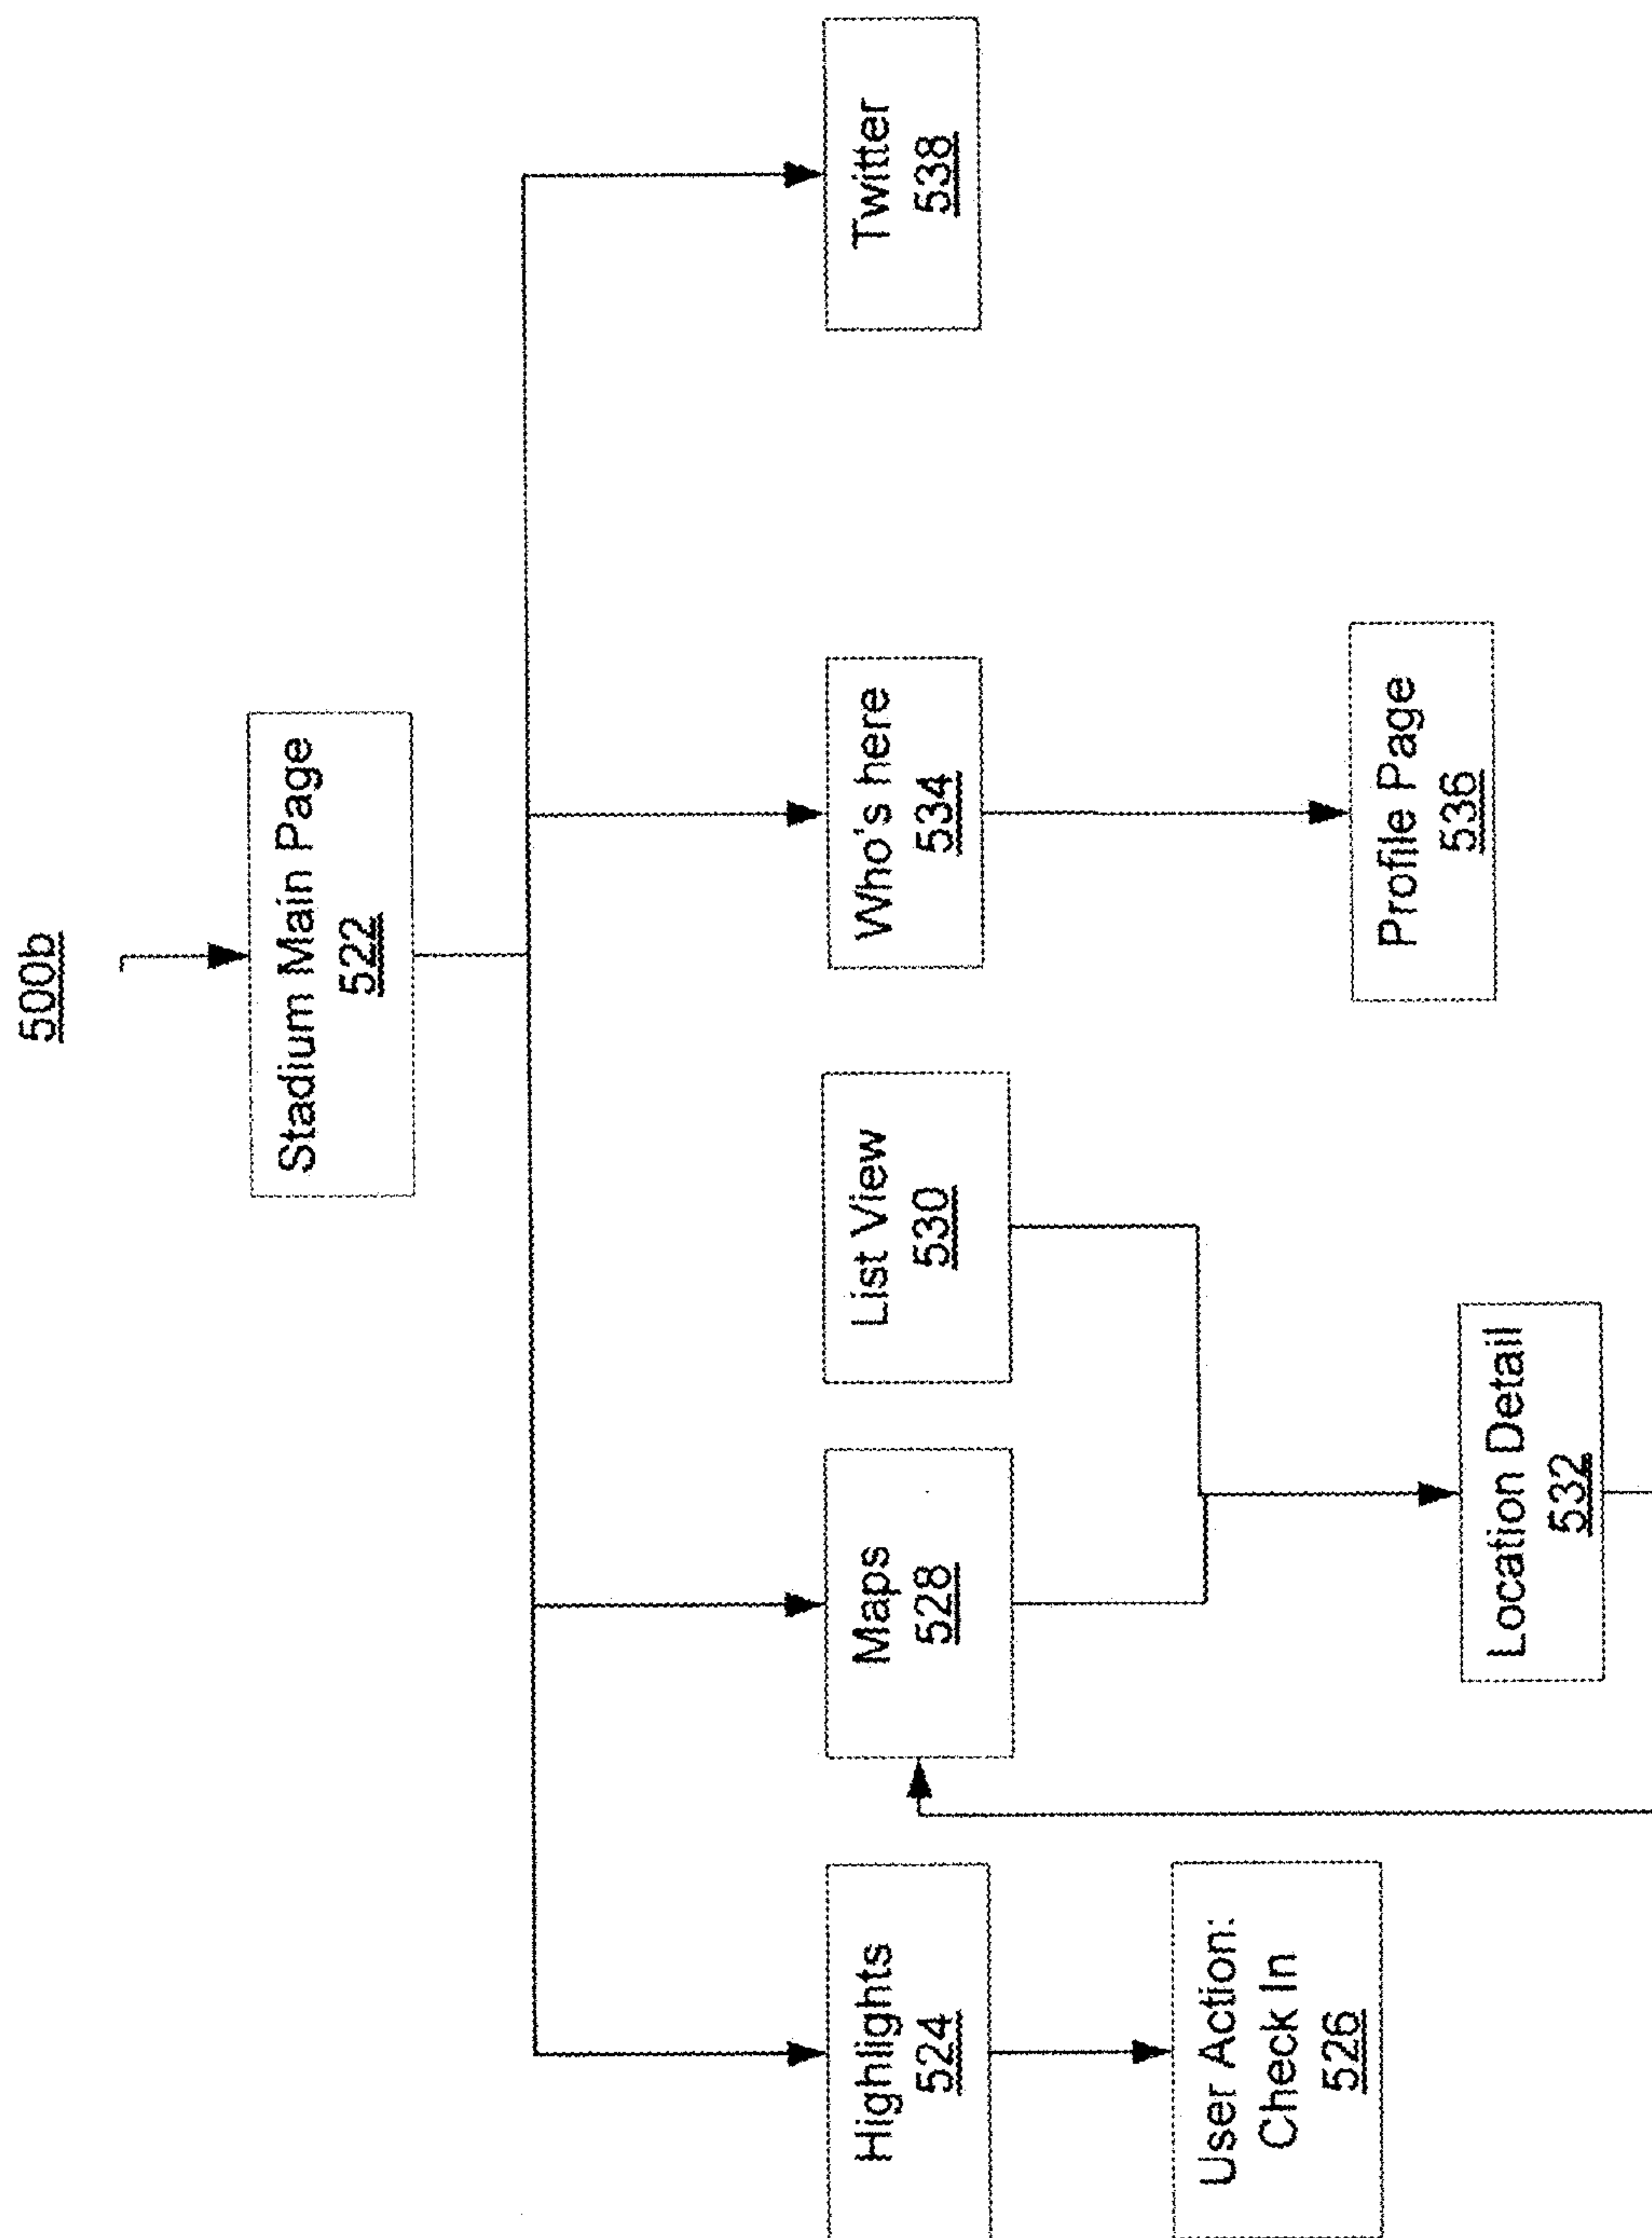 500b
Stadium Main Page
522
Highlights
524
Maps
528
List View
530
Who's here
534
Twitter
538
User Action:
Check In
526
Location Detail
532
Profile Page
536